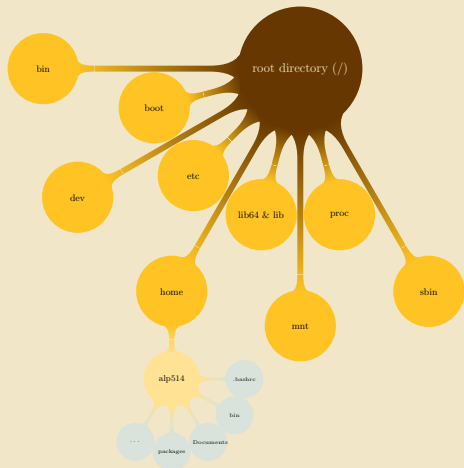 root directory (/)
bin
boot
etc
dev
lib64 & lib
proc
home
sbin
mnt
alp514
.bashrc
bin
Documents
packages
...